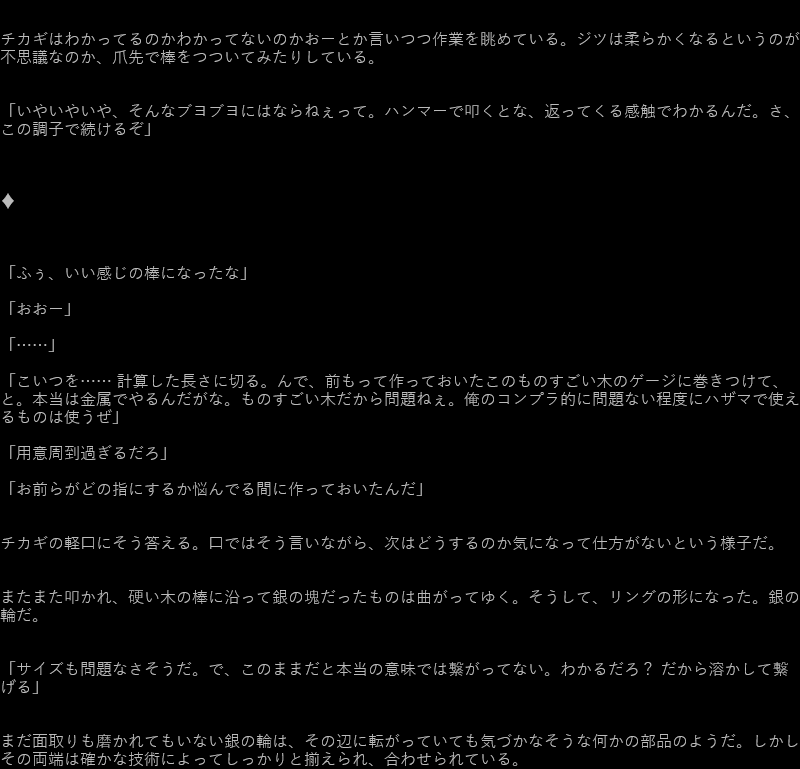 チカギはわかってるのかわかってないのかおーとか言いつつ作業を眺めている。ジツは柔らかくなるというのが
不思議なのか、爪先で棒をつついてみたりしている。
「いやいやいや、そんなブヨブヨにはならねぇって。ハンマーで叩くとな、返ってくる感触でわかるんだ。さ、
この調子で続けるぞ」
♦
「ふぅ、いい感じの棒になったな」
「おおー」
「……」
「こいつを…… 計算した長さに切る。んで、前もって作っておいたこのものすごい木のゲージに巻きつけて、
と。本当は金属でやるんだがな。ものすごい木だから問題ねぇ。俺のコンプラ的に問題ない程度にハザマで使え
るものは使うぜ」
「用意周到過ぎるだろ」
「お前らがどの指にするか悩んでる間に作っておいたんだ」
チカギの軽口にそう答える。口ではそう言いながら、次はどうするのか気になって仕方がないという様子だ。
またまた叩かれ、硬い木の棒に沿って銀の塊だったものは曲がってゆく。そうして、リングの形になった。銀の
輪だ。
「サイズも問題なさそうだ。で、このままだと本当の意味では繋がってない。わかるだろ？ だから溶かして繋
げる」
まだ面取りも磨かれてもいない銀の輪は、その辺に転がっていても気づかなそうな何かの部品のようだ。しかし
その両端は確かな技術によってしっかりと揃えられ、合わせられている。